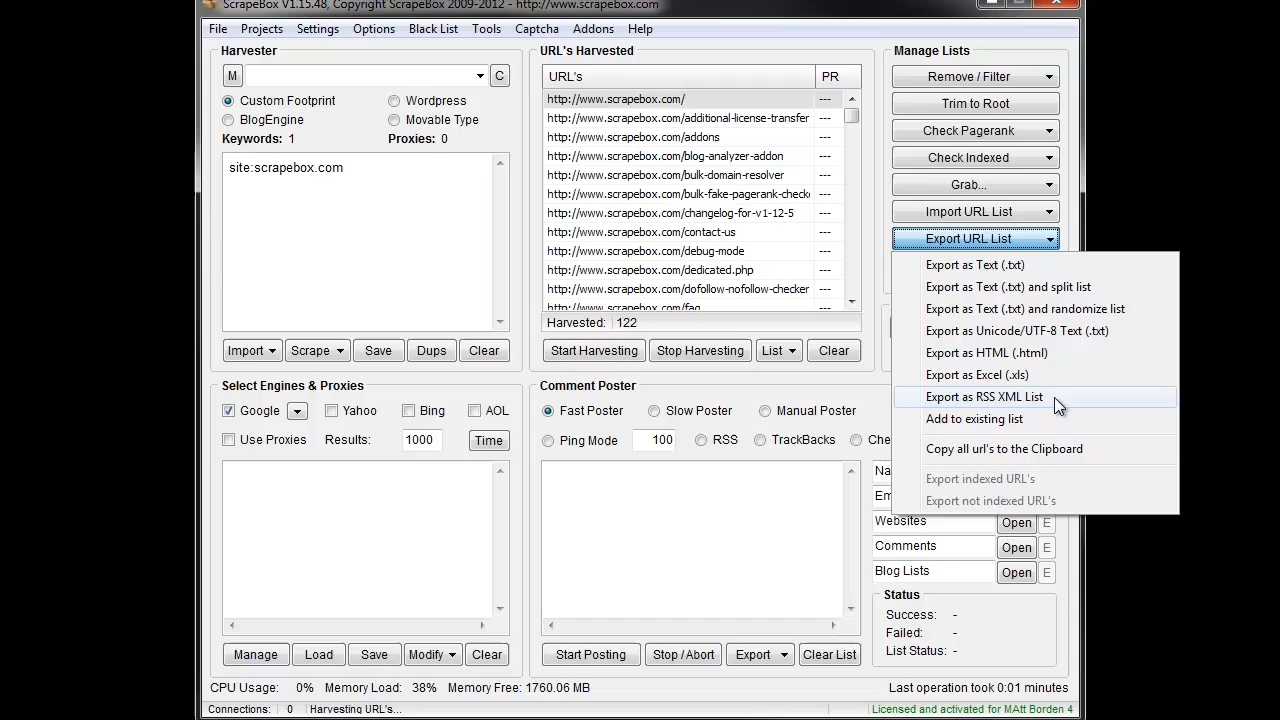 ScrapeBox V1.15.48, Copyright ScrapeBox 2009-2012 - http://www.scrapebox.com
File Projects Settings Options Black List Tools Captcha Addons Help
Harvester
M
C
Custom Footprint
Wordpress
BlogEngine
Movable Type
Keywords: 1
Proxies: 0
site:scrapebox.com
Import
Scrape
Save
Dups
Clear
URL's Harvested
URL's
PR
http://www.scrapebox.com/ ---
http://www.scrapebox.com/additional-license-transfer ---
http://www.scrapebox.com/addons ---
http://www.scrapebox.com/blog-analyzer-addon ---
http://www.scrapebox.com/bulk-domain-resolver ---
http://www.scrapebox.com/bulk-fake-pagerank-checke ---
http://www.scrapebox.com/changelog-for-v1-12-5 ---
http://www.scrapebox.com/contact-us ---
http://www.scrapebox.com/debug-mode ---
http://www.scrapebox.com/dedicated.php ---
http://www.scrapebox.com/dofollow-nofollow-checker ---
http://www.scrapebox.com/faq ---
Harvested: 122
Start Harvesting
Stop Harvesting
List
Clear
Manage Lists
Remove / Filter
Trim to Root
Check Pagerank
Check Indexed
Grab...
Import URL List
Export URL List
Export as Text (.txt)
Export as Text (.txt) and split list
Export as Text (.txt) and randomize list
Export as Unicode/UTF-8 Text (.txt)
Export as HTML (.html)
Export as Excel (.xls)
Export as RSS XML List
Add to existing list
Copy all url's to the Clipboard
Export indexed URL's
Export not indexed URL's
Select Engines & Proxies
Google
Yahoo
Bing
AOL
Use Proxies
Results: 1000
Time
Manage
Load
Save
Modify
Clear
Comment Poster
Fast Poster
Slow Poster
Manual Poster
Ping Mode
100
RSS
TrackBacks
Che
Na
Em
Websites Open E
Comments Open E
Blog Lists Open E
Start Posting
Stop / Abort
Export
Clear List
Status
Success: -
Failed: -
List Status: -
CPU Usage: 0% Memory Load: 38% Memory Free: 1760.06 MB
Last operation took 0:01 minutes
Connections: 0 Harvesting URL's...
Licensed and activated for MAtt Borden 4